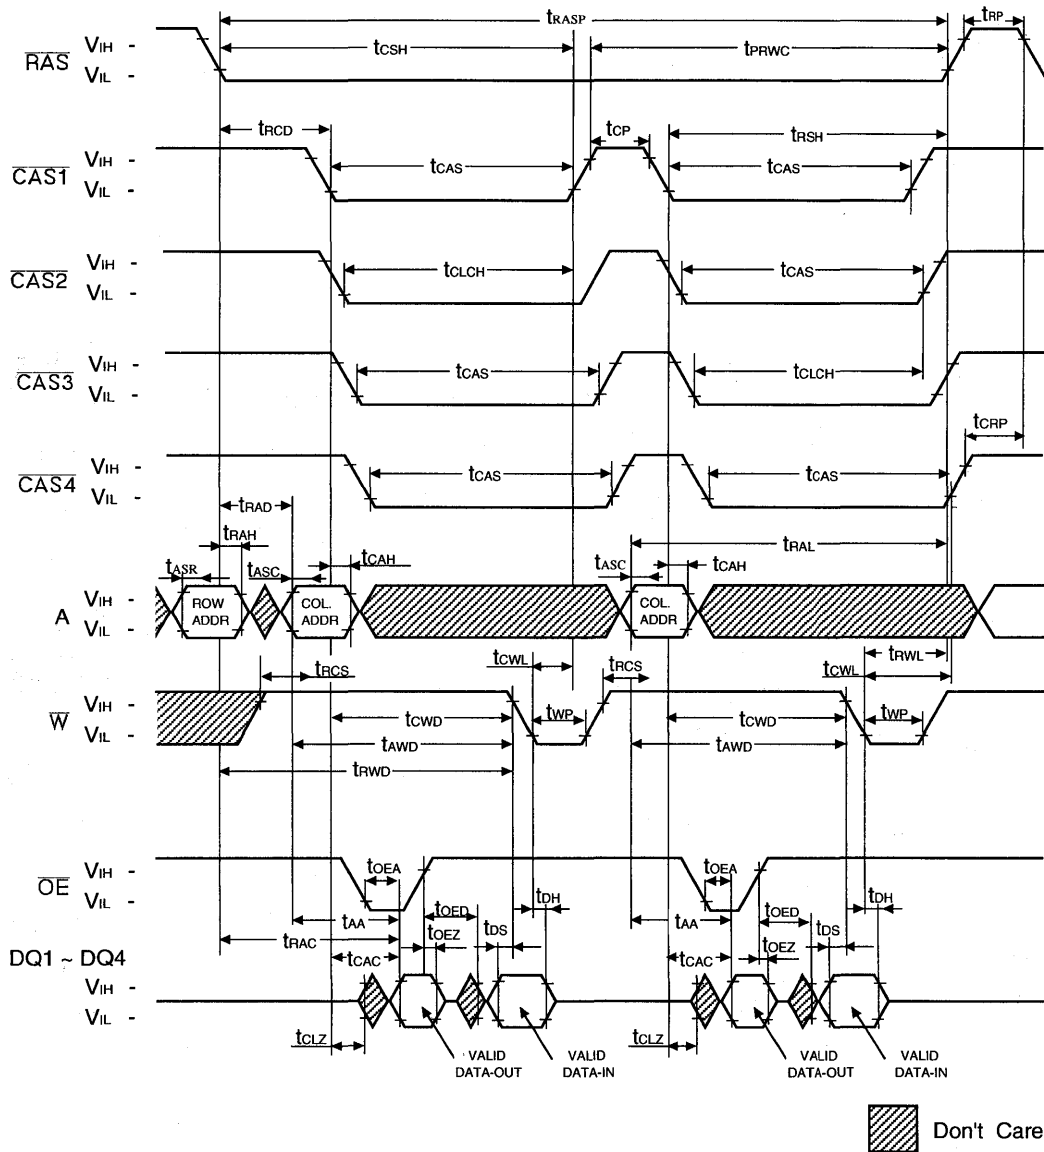 tRASP
tRP
RAS
VIH -
VIL -
tCSH
tPRWC
tRCD
tCP
tRSH
CAS1
VIH -
VIL -
tCAS
tCAS
CAS2
VIH -
VIL -
tCLCH
tCAS
CAS3
VIH -
VIL -
tCAS
tCLCH
tCRP
CAS4
VIH -
VIL -
tCAS
tCAS
tRAD
tRAH
tRAL
tASR
tASC
tCAH
tASC
tCAH
A
VIH -
VIL -
ROW ADDR
COL. ADDR
COL. ADDR
tCWL
tRWL
tRCS
tRCS
tCWL
W
VIH -
VIL -
tCWD
tWP
tCWD
tWP
tAWD
tAWD
tRWD
OE
VIH -
VIL -
tOEA
tOEA
tDH
tDH
tAA
tOED
tAA
tOED
tRAC
tOEZ
tDS
tOEZ
tDS
DQ1 ~ DQ4
tCAC
tCAC
VIH -
VIL -
tCLZ
tCLZ
VALID DATA-OUT
VALID DATA-IN
VALID DATA-OUT
VALID DATA-IN
Don't Care